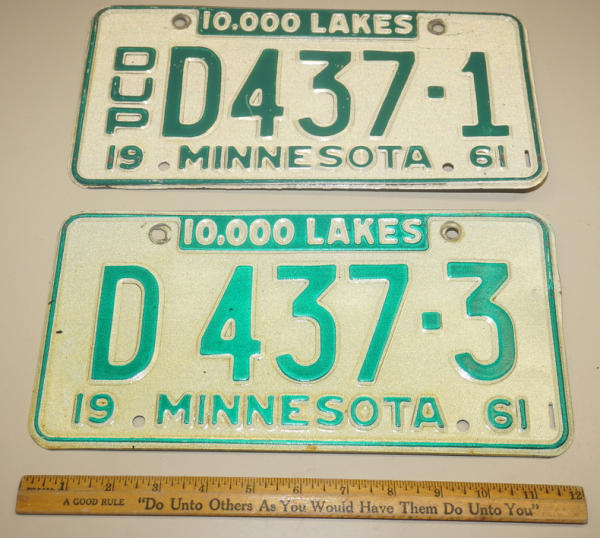 10.000 LAKES
DUP D437·1
19 MINNESOTA 61
10.000 LAKES
D 437·3
19 MINNESOTA 61
1 2 3 4 5 6 7 8 9 10 11 12
A GOOD RULE "Do Unto Others As You Would Have Them Do Unto You"